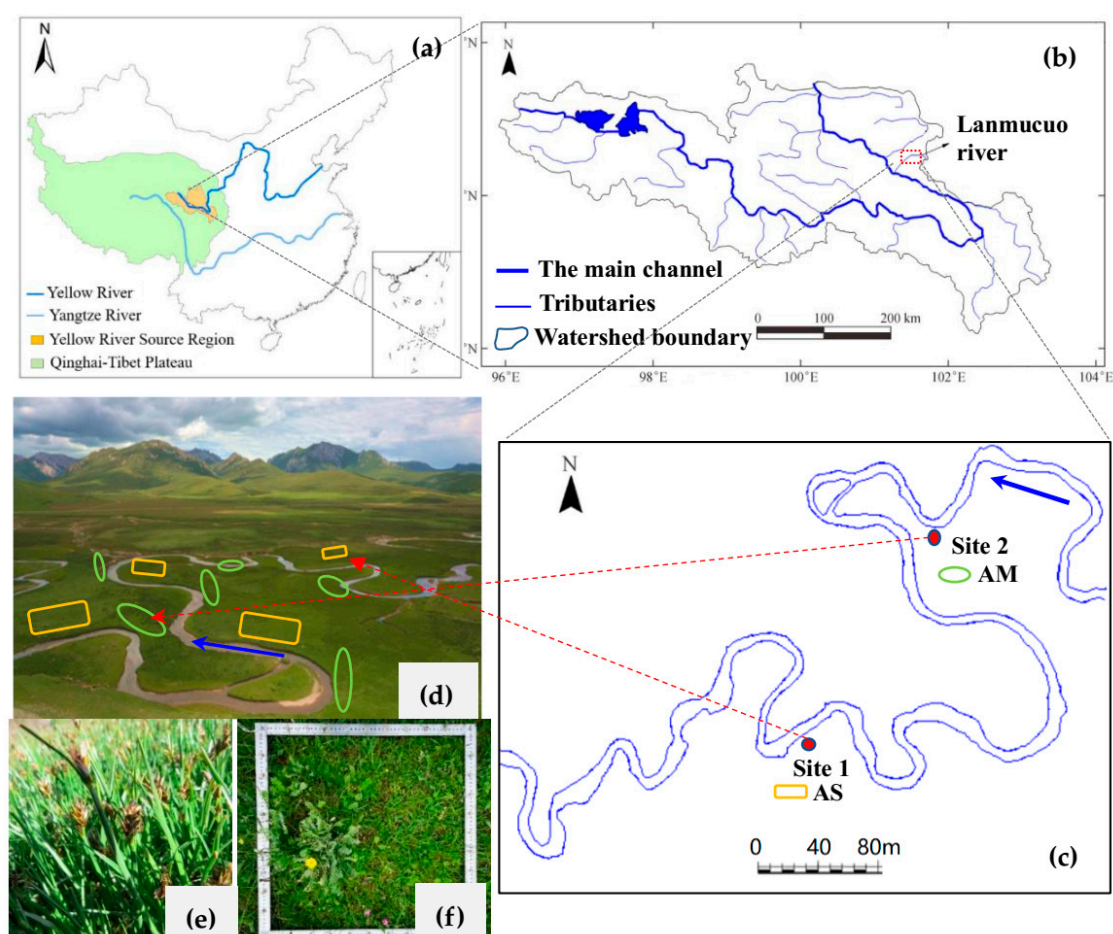 N
(a)
Yellow River
Yangtze River
Yellow River Source Region
Qinghai-Tibet Plateau
°N
N
(b)
Lanmucuo
river
°N
The main channel
Tributaries
Watershed boundary
0 100 200 km
°N
96°E 98°E 100°E 102°E 104°E
N
Site 2
AM
(d)
Site 1
AS
0 40 80m
(c)
(e)
(f)